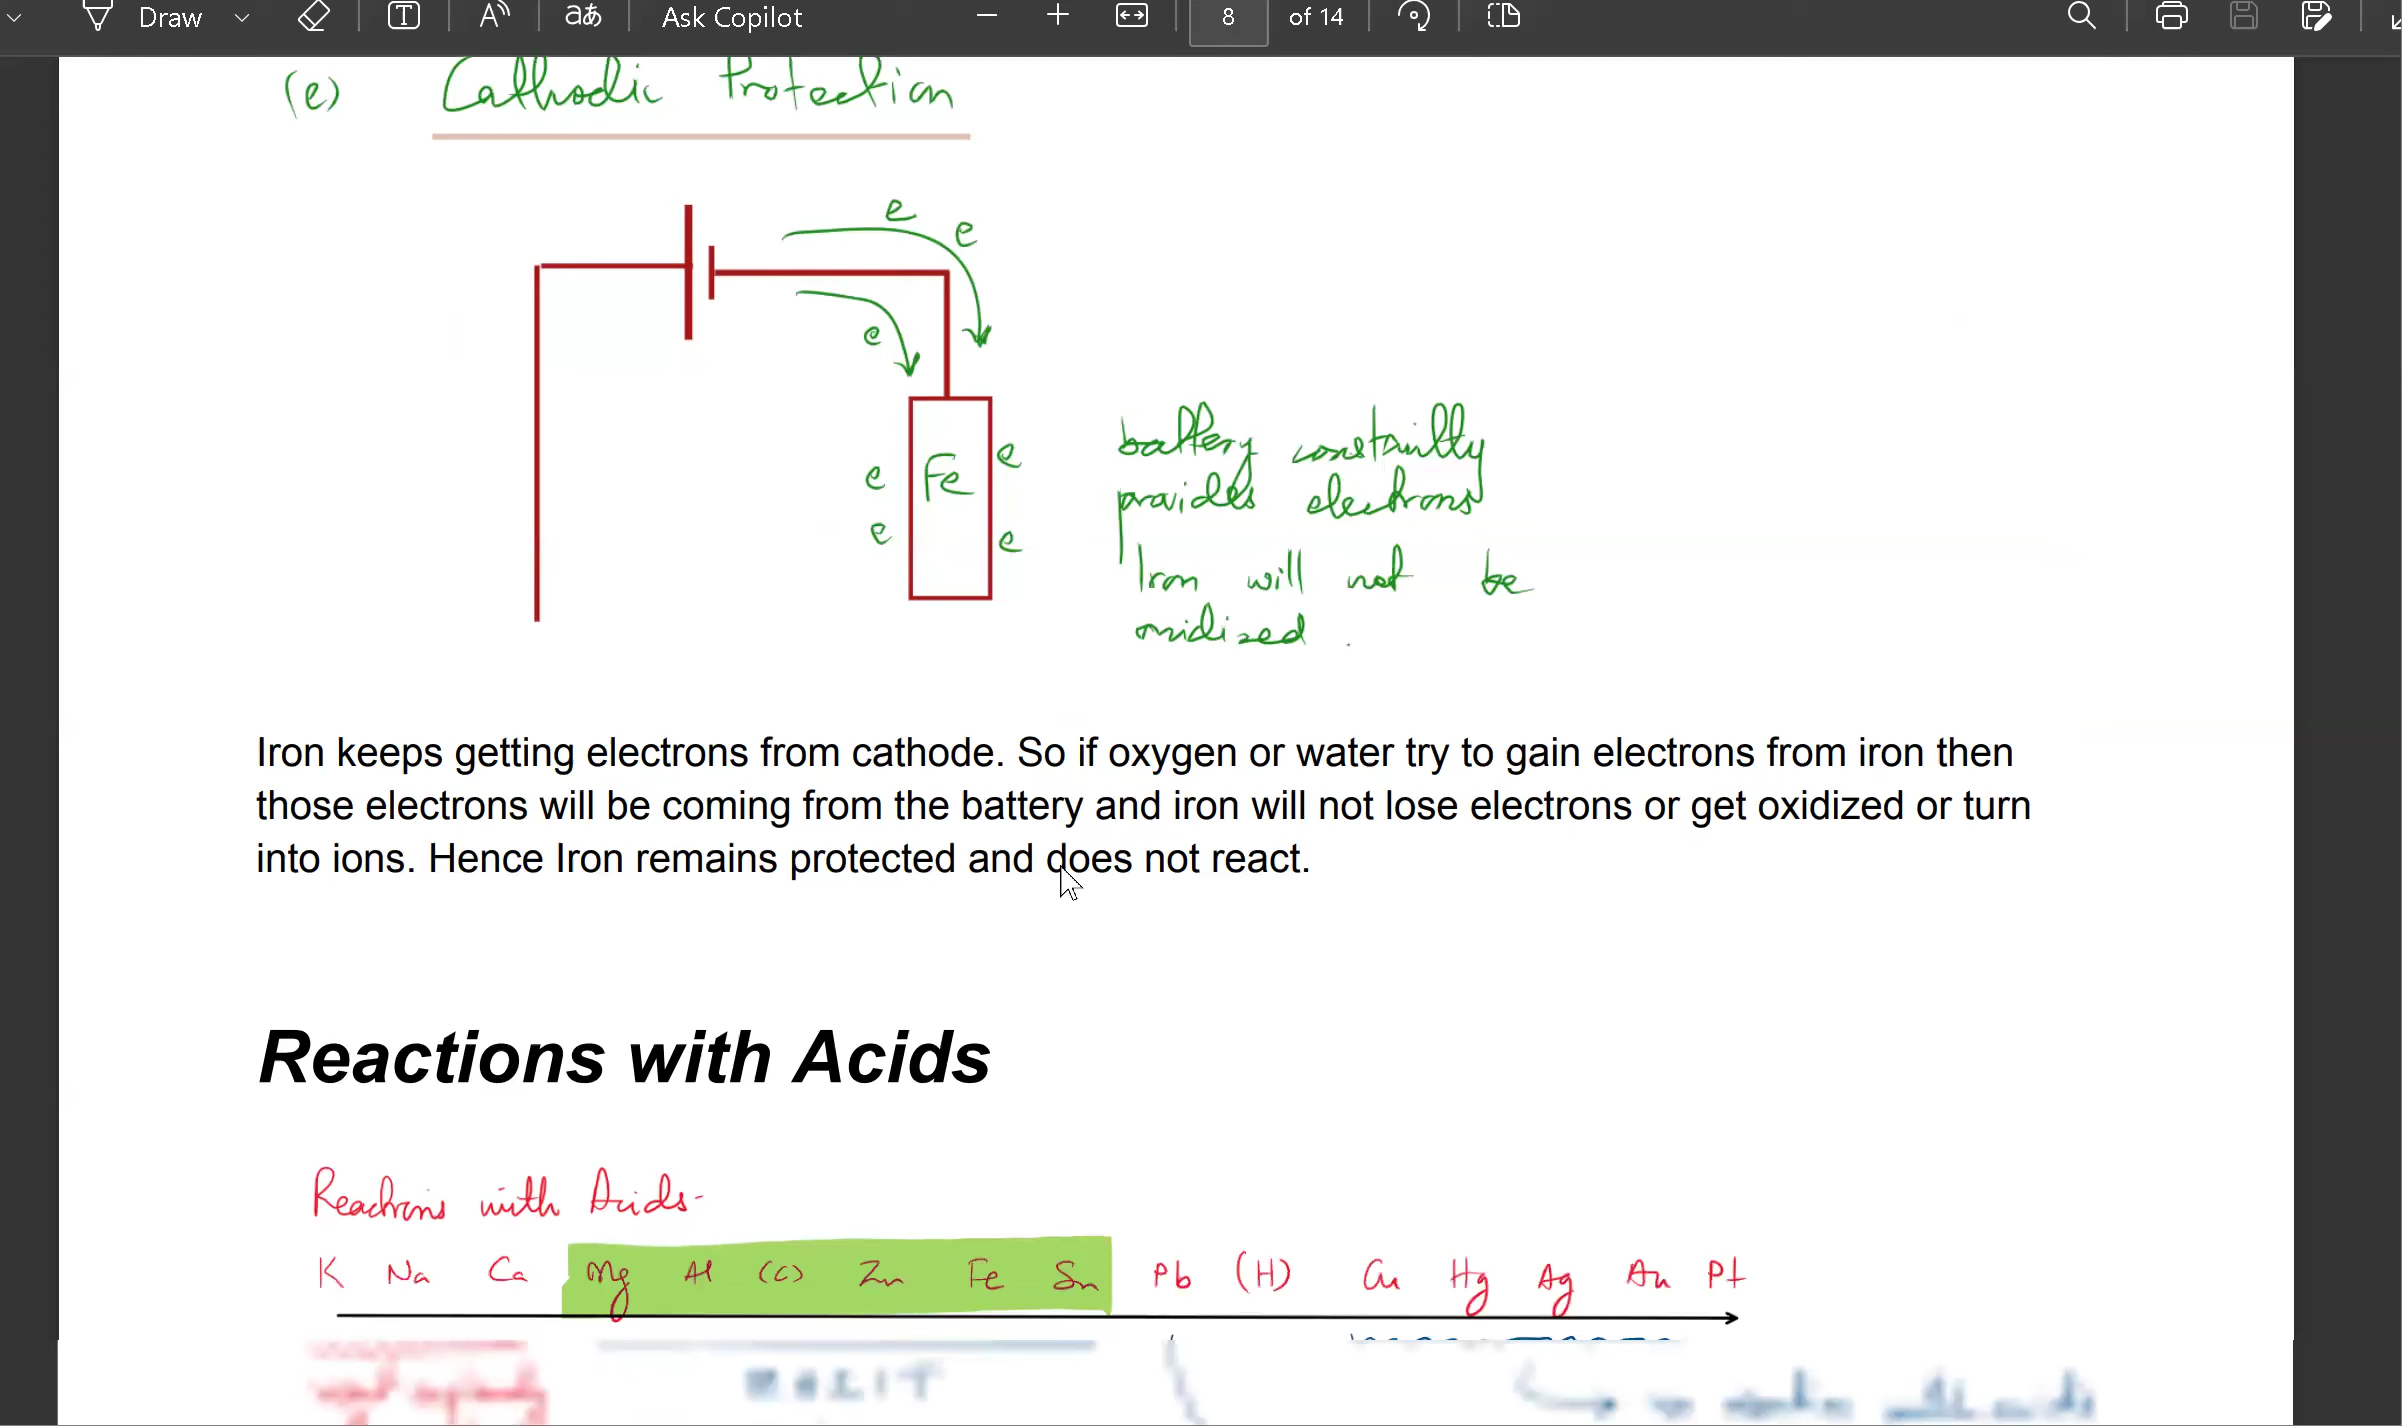 Draw
T
A
aあ
Ask Copilot
8
of 14
(e) Cathodic Protection
e
e
e
Fe
e
e
e
e
battery constaintly
provides electrons
Iron will not be
oxidized.
Iron keeps getting electrons from cathode. So if oxygen or water try to gain electrons from iron then
those electrons will be coming from the battery and iron will not lose electrons or get oxidized or turn
into ions. Hence Iron remains protected and does not react.
Reactions with Acids
Reactions with Acids-
K Na Ca Mg Al (C) Zn Fe Sn Pb (H) Cu Hg Ag Au Pt